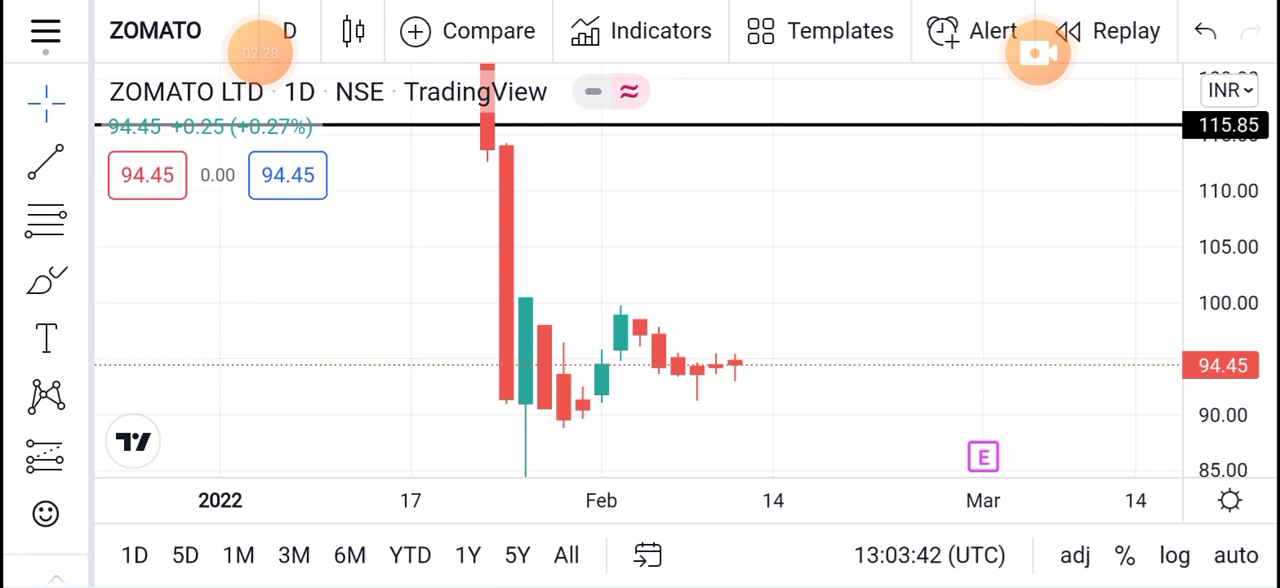 ZOMATO D Compare Indicators Templates Alert Replay
02:28
ZOMATO LTD · 1D · NSE · TradingView
INR
94.45 +0.25 (+0.27%)
115.85
94.45 0.00 94.45
110.00
105.00
100.00
94.45
90.00
E
85.00
2022 17 Feb 14 Mar 14
1D 5D 1M 3M 6M YTD 1Y 5Y All 13:03:42 (UTC) adj % log auto